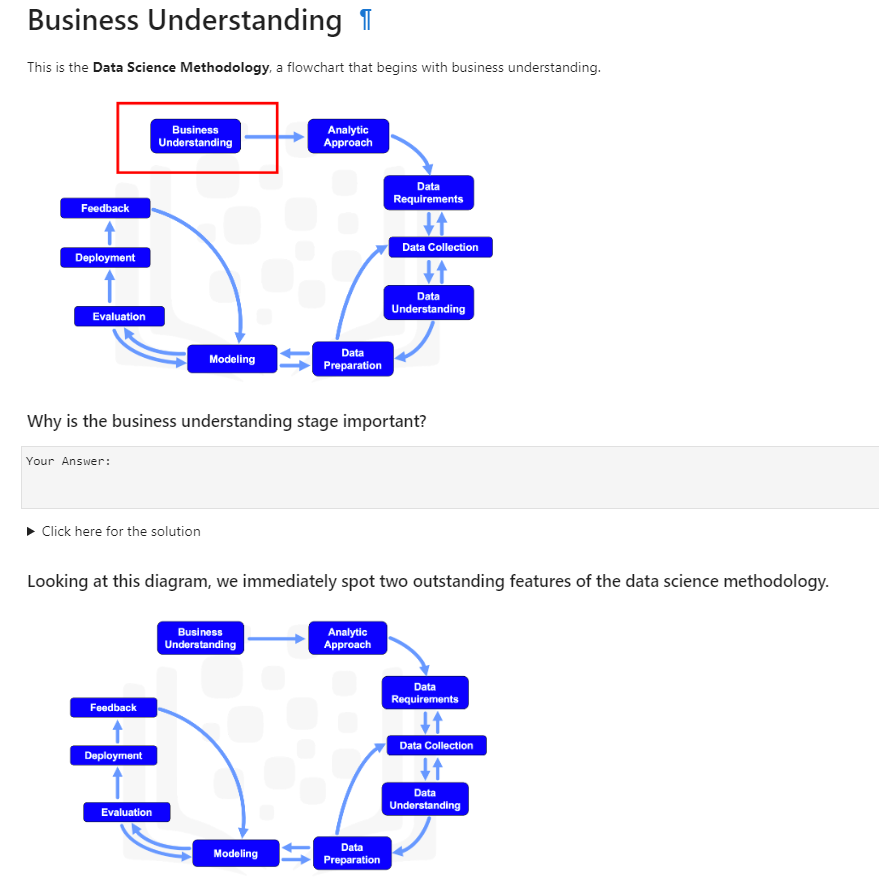 Business Understanding ¶
This is the Data Science Methodology, a flowchart that begins with business understanding.
Business
Understanding
Analytic
Approach
Data
Requirements
Feedback
Data Collection
Deployment
Data
Understanding
Evaluation
Modeling
Data
Preparation
Why is the business understanding stage important?
Your Answer:
Click here for the solution
Looking at this diagram, we immediately spot two outstanding features of the data science methodology.
Business
Understanding
Analytic
Approach
Data
Requirements
Feedback
Data Collection
Deployment
Data
Understanding
Evaluation
Modeling
Data
Preparation